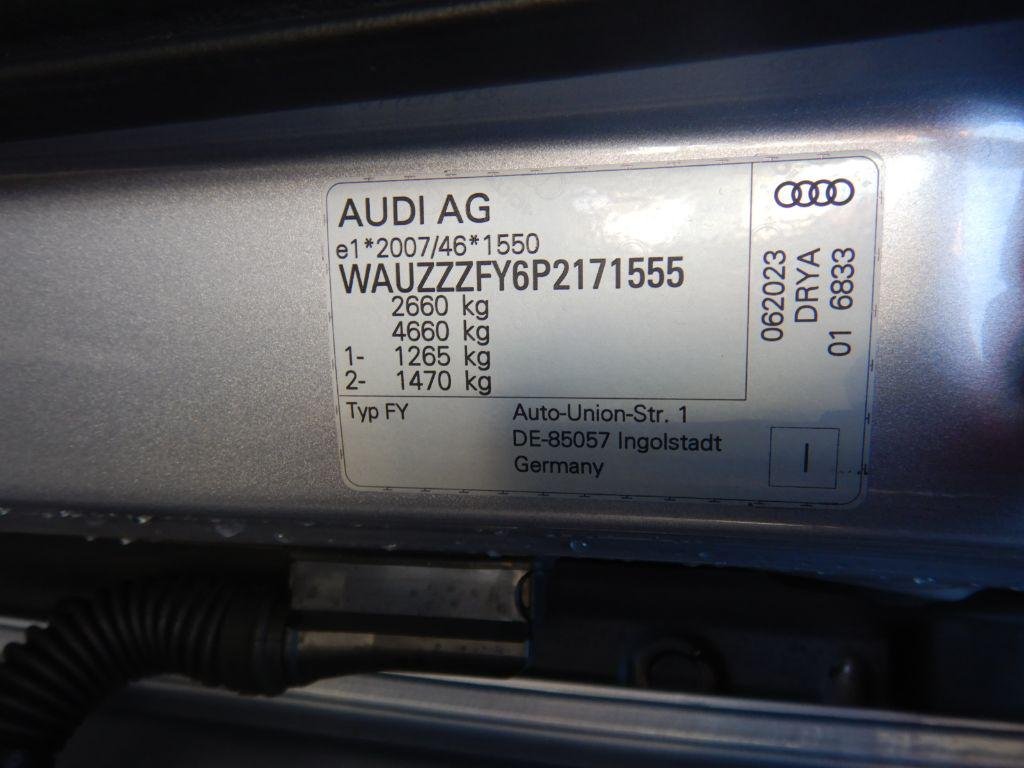 AUDI AG
e1*2007/46*1550
WAUZZZFY6P2171555
2660 kg
4660 kg
1- 1265 kg
2- 1470 kg
Typ FY
Auto-Union-Str. 1
DE-85057 Ingolstadt
Germany
062023
DRYA
01 6833
I